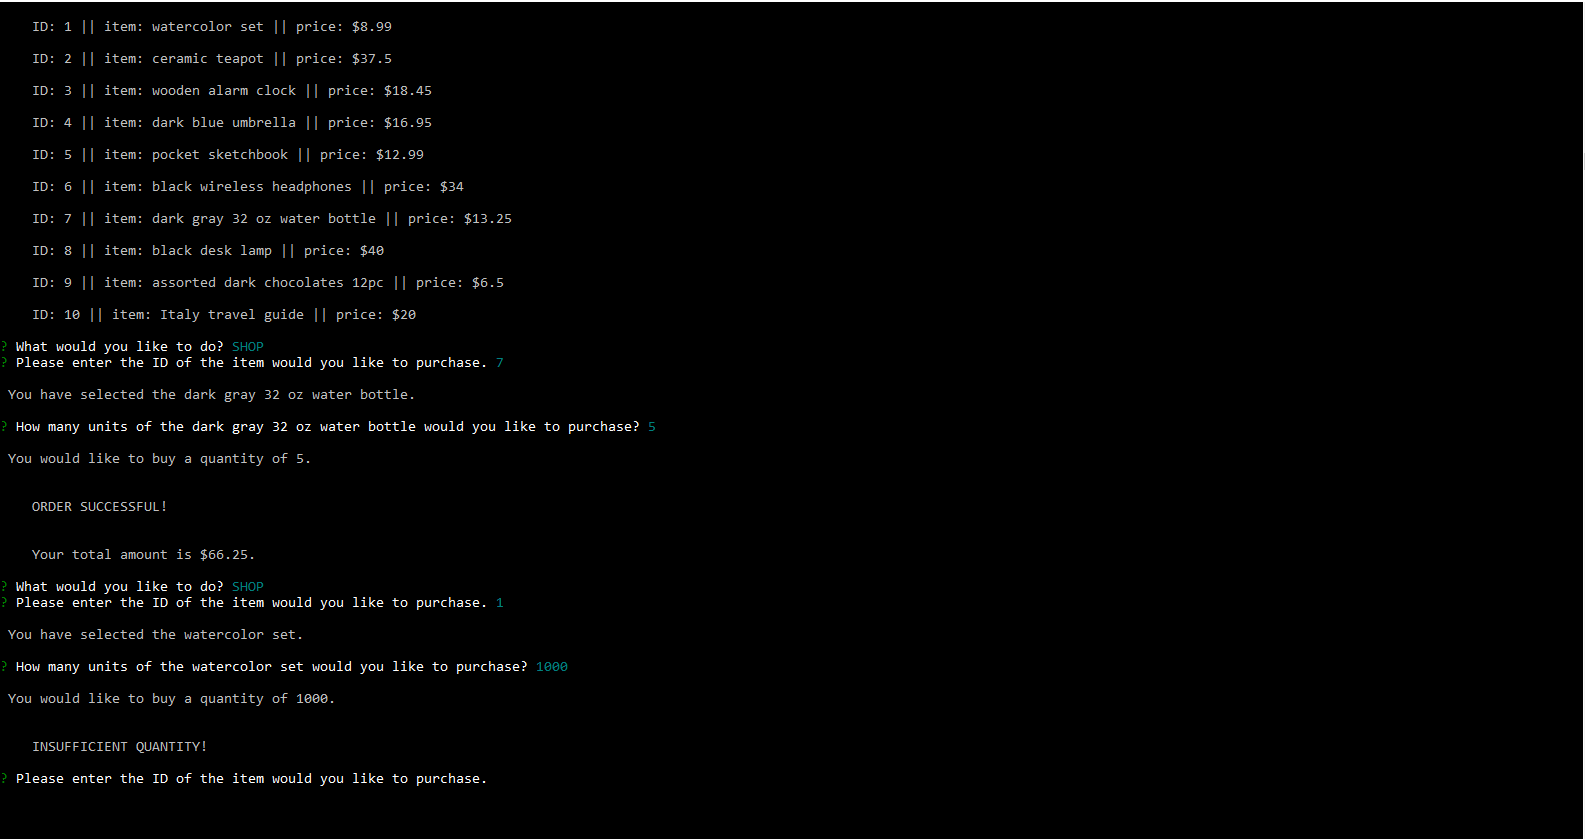 ID: 1 || item: watercolor set || price: $8.99
ID: 2 || item: ceramic teapot || price: $37.5
ID: 3 || item: wooden alarm clock || price: $18.45
ID: 4 || item: dark blue umbrella || price: $16.95
ID: 5 || item: pocket sketchbook || price: $12.99
ID: 6 || item: black wireless headphones || price: $34
ID: 7 || item: dark gray 32 oz water bottle || price: $13.25
ID: 8 || item: black desk lamp || price: $40
ID: 9 || item: assorted dark chocolates 12pc || price: $6.5
ID: 10 || item: Italy travel guide || price: $20
? What would you like to do? SHOP
? Please enter the ID of the item would you like to purchase. 7
You have selected the dark gray 32 oz water bottle.
? How many units of the dark gray 32 oz water bottle would you like to purchase? 5
You would like to buy a quantity of 5.
ORDER SUCCESSFUL!
Your total amount is $66.25.
? What would you like to do? SHOP
? Please enter the ID of the item would you like to purchase. 1
You have selected the watercolor set.
? How many units of the watercolor set would you like to purchase? 1000
You would like to buy a quantity of 1000.
INSUFFICIENT QUANTITY!
? Please enter the ID of the item would you like to purchase.